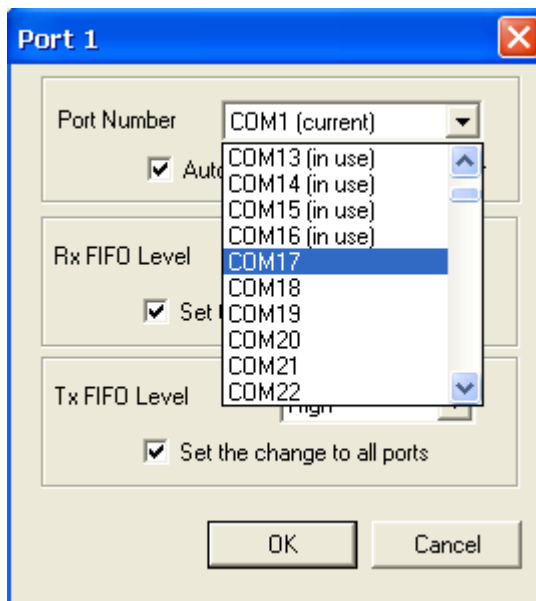 Port 1
Port Number
COM1 (current)
Auto
COM13 (in use)
COM14 (in use)
COM15 (in use)
COM16 (in use)
COM17
COM18
COM19
COM20
COM21
COM22
Rx FIFO Level
Set
Tx FIFO Level
High
Set the change to all ports
OK
Cancel